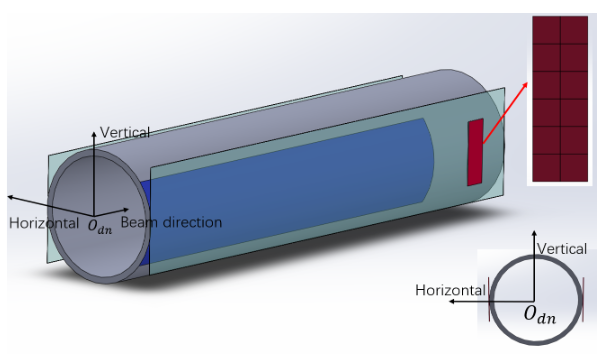 Vertical
Horizontal
O_dn
Beam direction
Vertical
Horizontal
O_dn